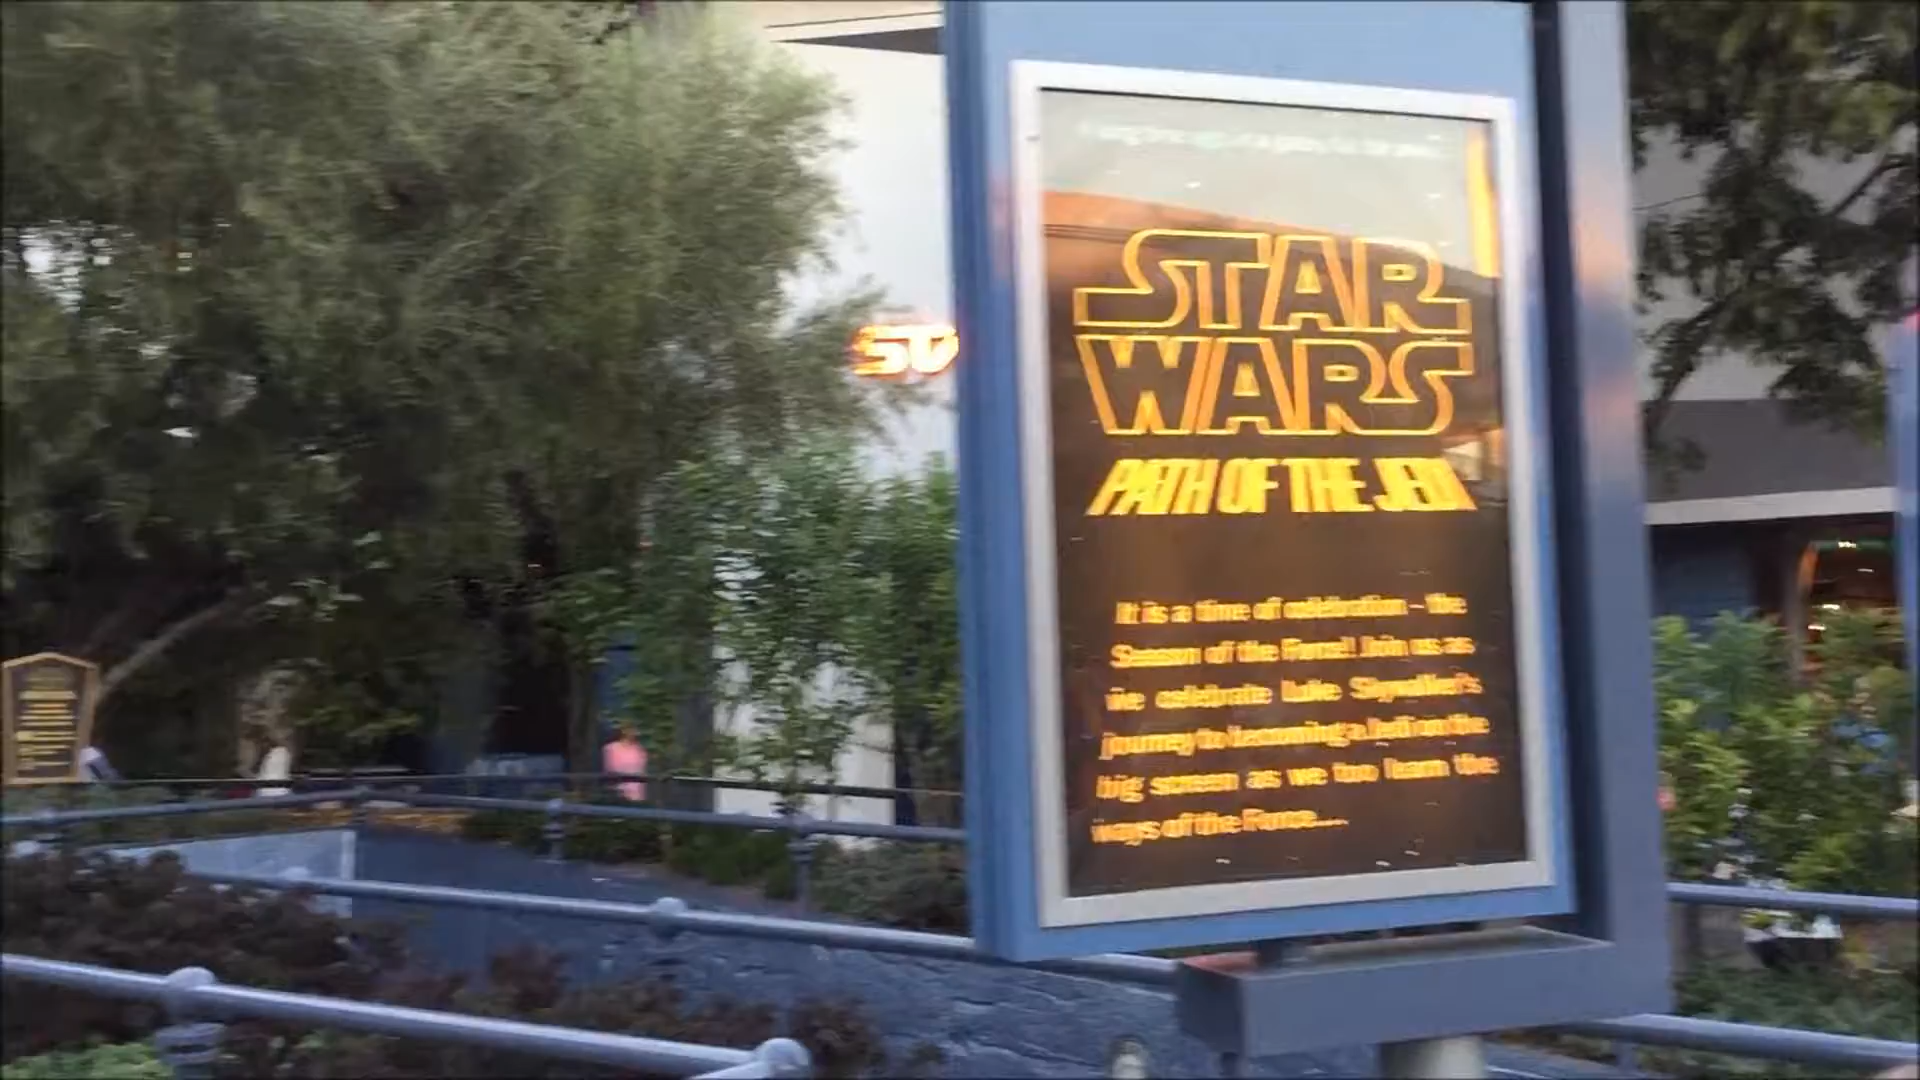 STAR
WARS
PATH OF THE JEDI
It is a time of celebration - the
Season of the Force! Join us as
we celebrate Luke Skywalker's
journey to becoming a Jedi on the
big screen as we too learn the
ways of the Force....